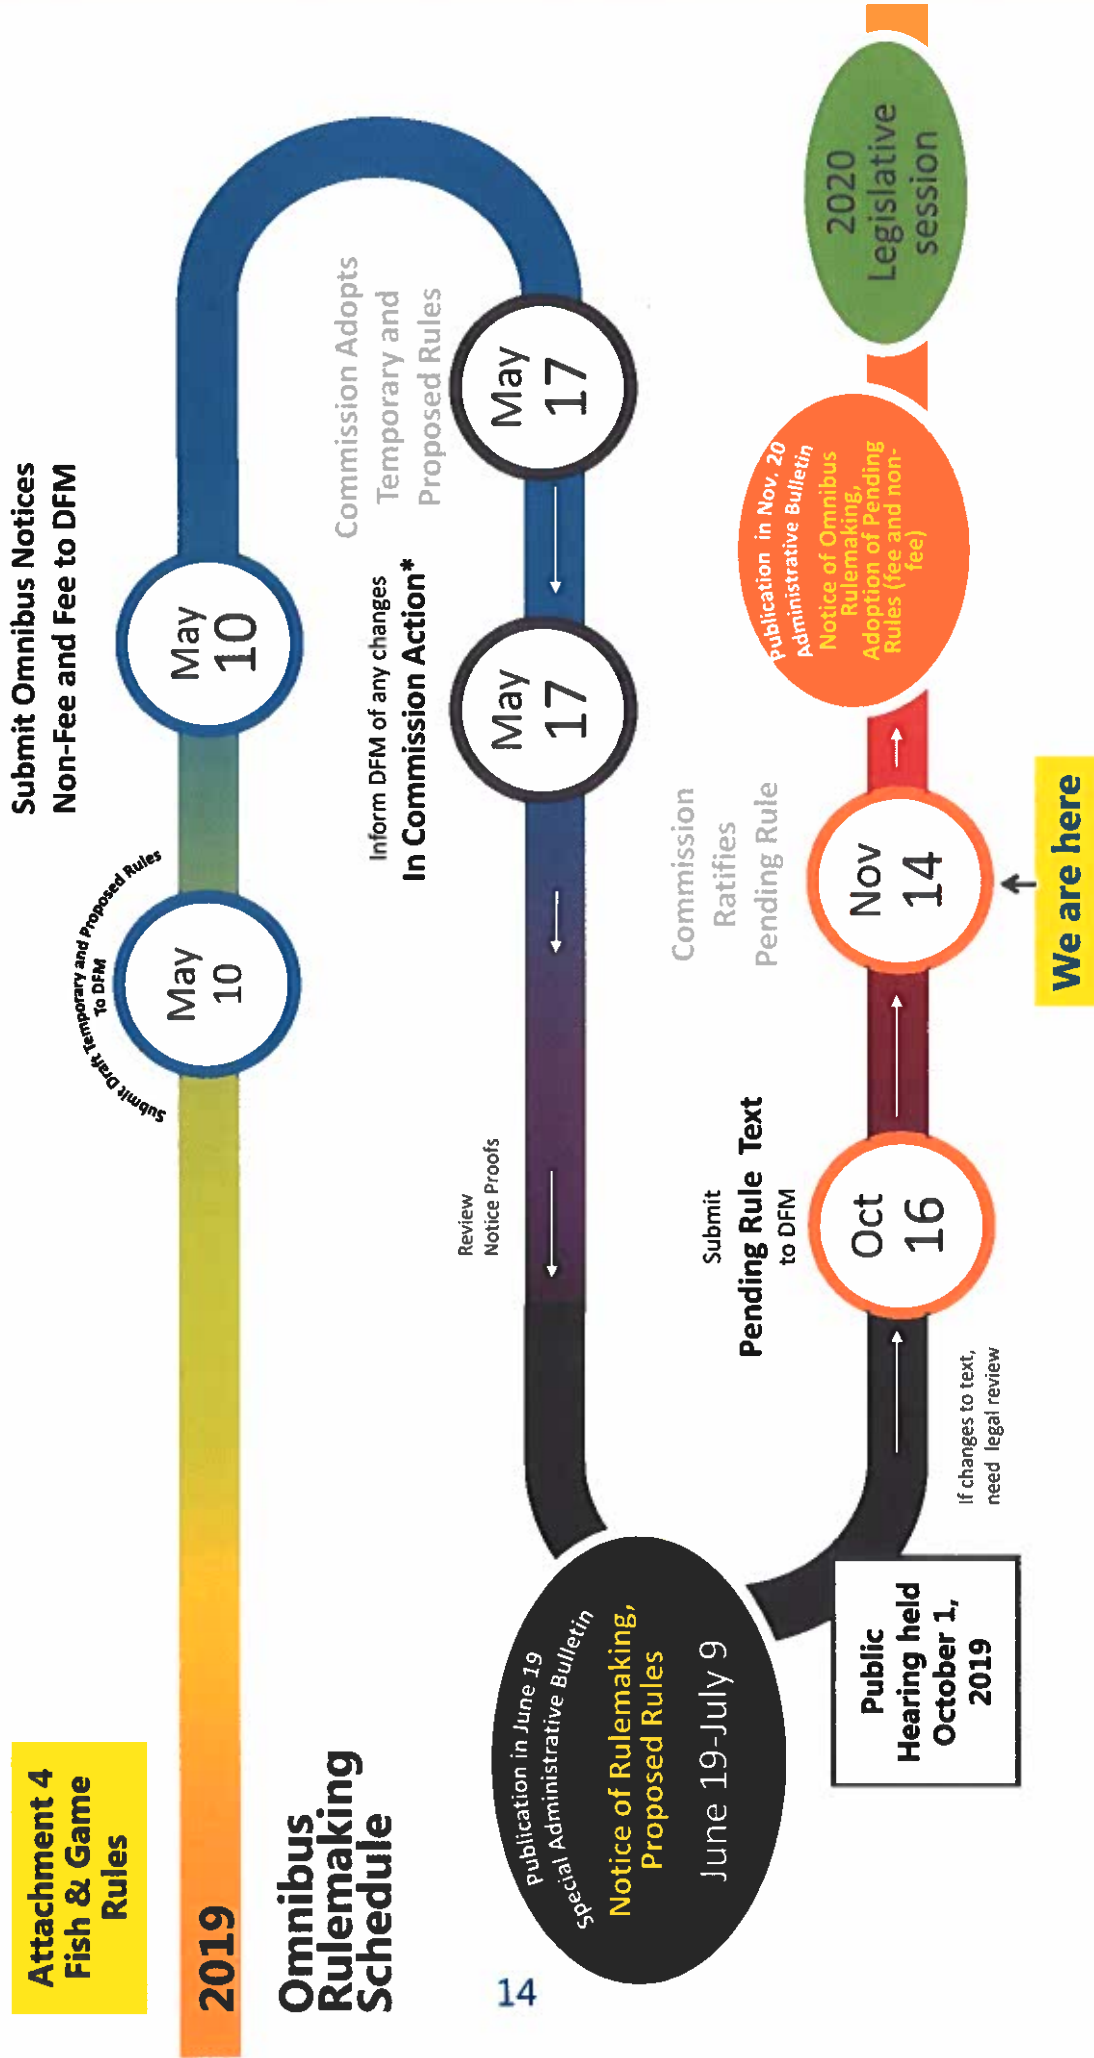 Attachment 4
Fish & Game
Rules
2019
Omnibus
Rulemaking
Schedule
Submit Draft Temporary and Proposed Rules
To DFM
May
10
Submit Omnibus Notices
Non-Fee and Fee to DFM
May
10
Commission Adopts
Temporary and
Proposed Rules
May
17
Inform DFM of any changes
In Commission Action*
May
17
Review
Notice Proofs
Publication in June 19
Special Administrative Bulletin
Notice of Rulemaking,
Proposed Rules
June 19-July 9
Public
Hearing held
October 1,
2019
If changes to text,
need legal review
Submit
Pending Rule Text
to DFM
Oct
16
Commission
Ratifies
Pending Rule
Nov
14
We are here
Publication in Nov. 20
Administrative Bulletin
Notice of Omnibus
Rulemaking,
Adoption of Pending
Rules (fee and non-
fee)
2020
Legislative
session
14